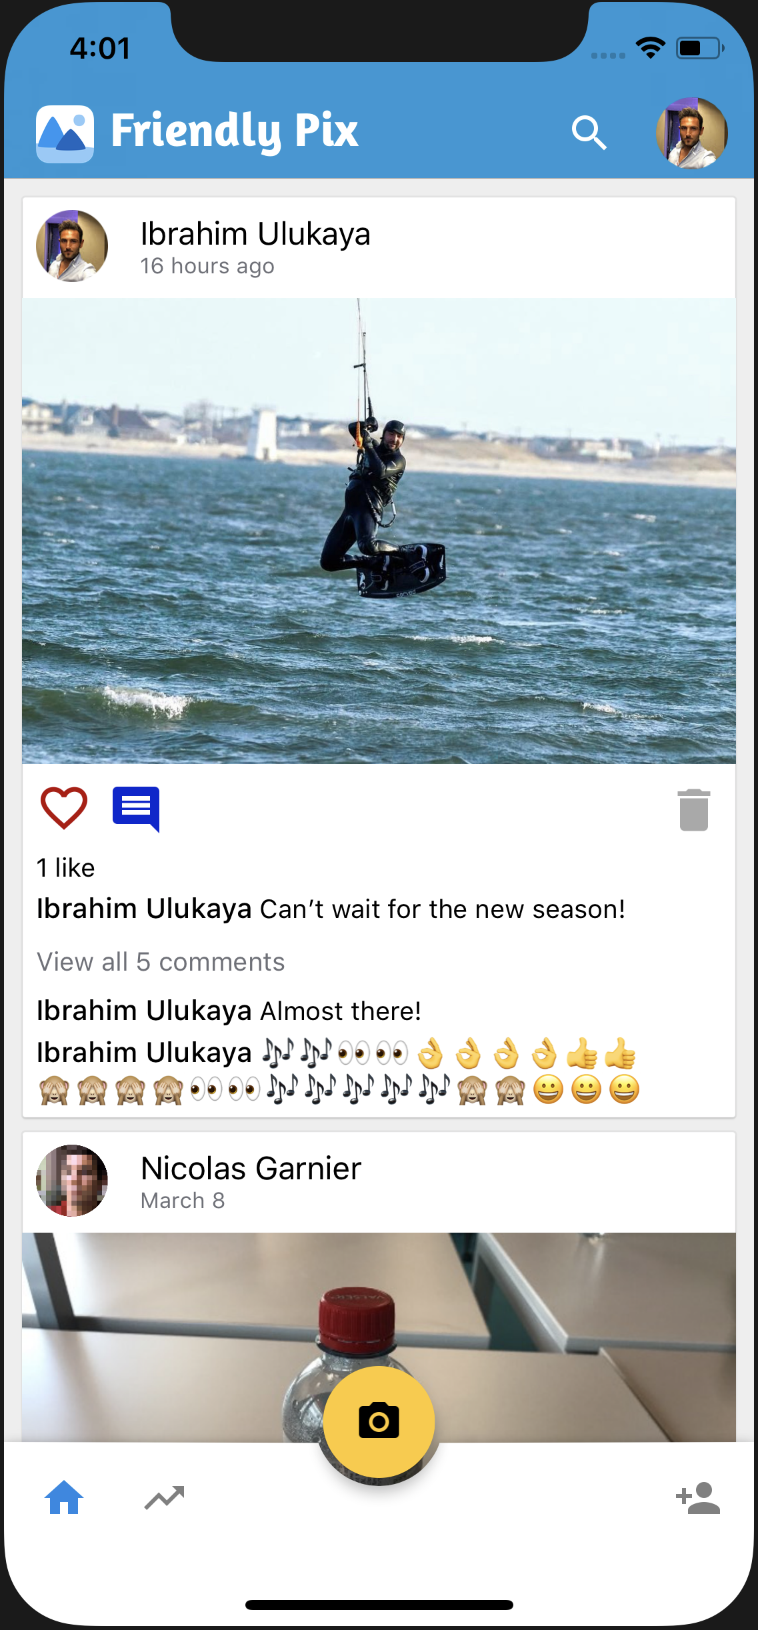 4:01
Friendly Pix
Ibrahim Ulukaya
16 hours ago
1 like
Ibrahim Ulukaya Can’t wait for the new season!
View all 5 comments
Ibrahim Ulukaya Almost there!
Ibrahim Ulukaya 🎶🎶👀👀👌👌👌👌👍👍
🙈🙈🙈🙈👀👀🎶🎶🎶🎶🎶🙈🙈😀😀😀
Nicolas Garnier
March 8